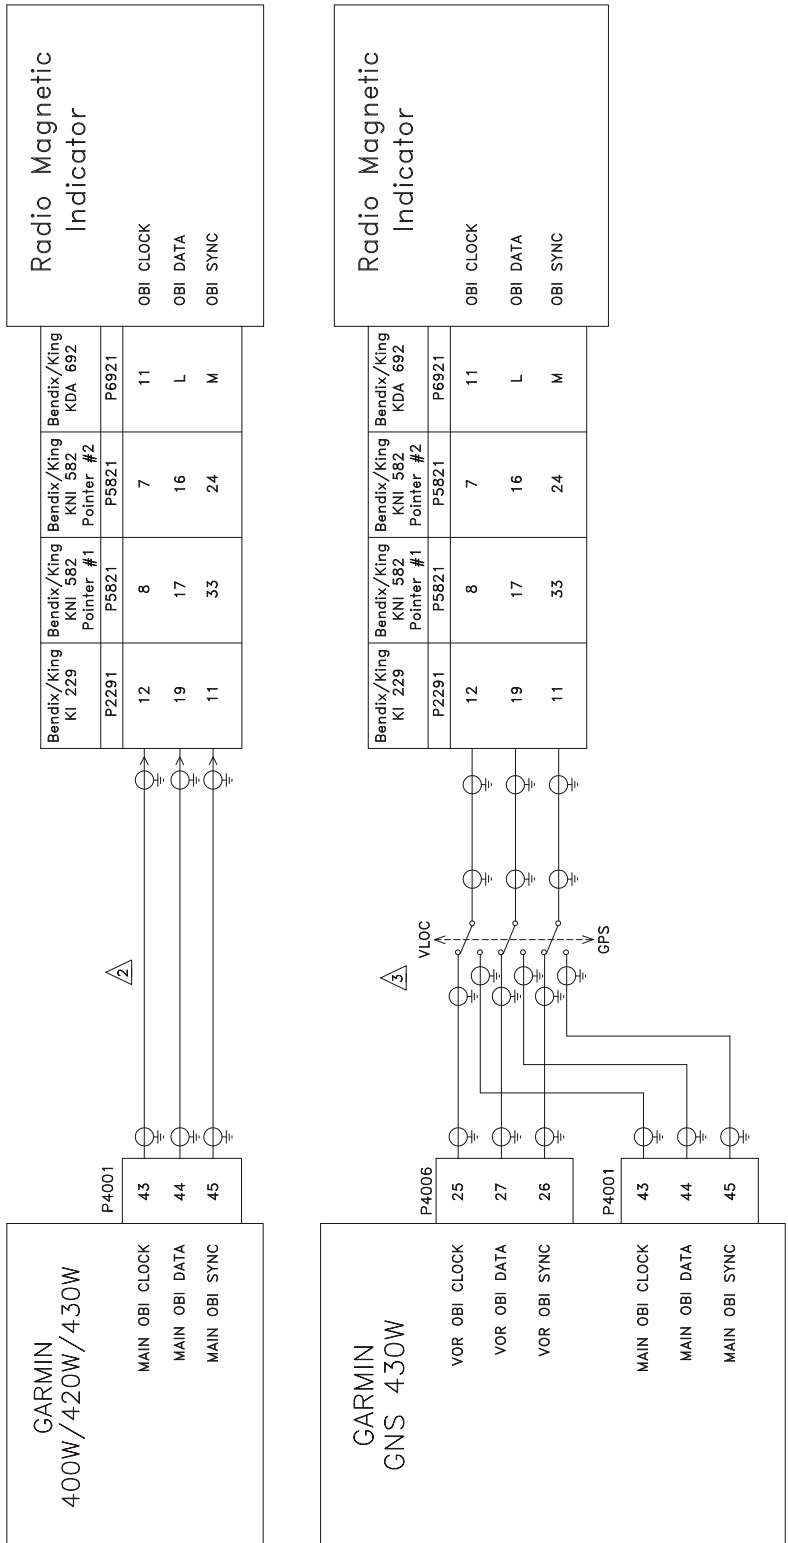 GARMIN
400W/420W/430W
MAIN OBI CLOCK
MAIN OBI DATA
MAIN OBI SYNC
P4001
43
44
45
2
Bendix/King
KI 229
P2291
12
19
11
Bendix/King
KNI 582
Pointer #1
P5821
8
17
33
Bendix/King
KNI 582
Pointer #2
P5821
7
16
24
Bendix/King
KDA 692
P6921
11
L
M
Radio Magnetic
Indicator
OBI CLOCK
OBI DATA
OBI SYNC
GARMIN
GNS 430W
VOR OBI CLOCK
VOR OBI DATA
VOR OBI SYNC
MAIN OBI CLOCK
MAIN OBI DATA
MAIN OBI SYNC
P4006
25
27
26
P4001
43
44
45
3
VLOC
GPS
Bendix/King
KI 229
P2291
12
19
11
Bendix/King
KNI 582
Pointer #1
P5821
8
17
33
Bendix/King
KNI 582
Pointer #2
P5821
7
16
24
Bendix/King
KDA 692
P6921
11
L
M
Radio Magnetic
Indicator
OBI CLOCK
OBI DATA
OBI SYNC